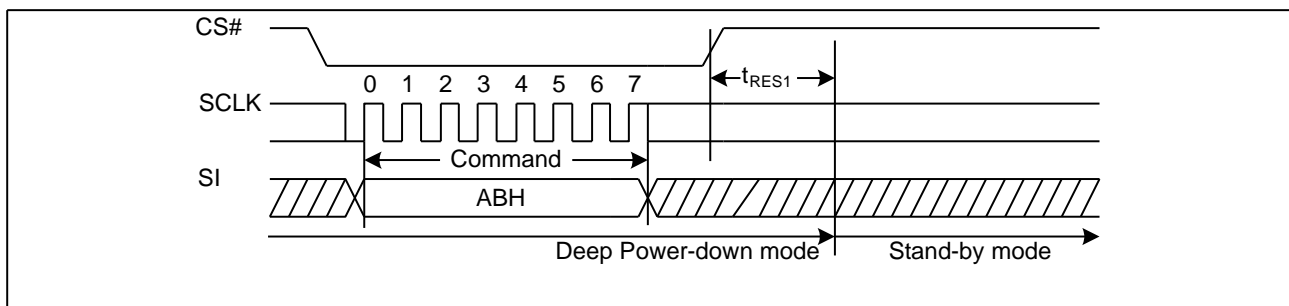 CS#
tRES1
0 1 2 3 4 5 6 7
SCLK
Command
SI
ABH
Deep Power-down mode Stand-by mode